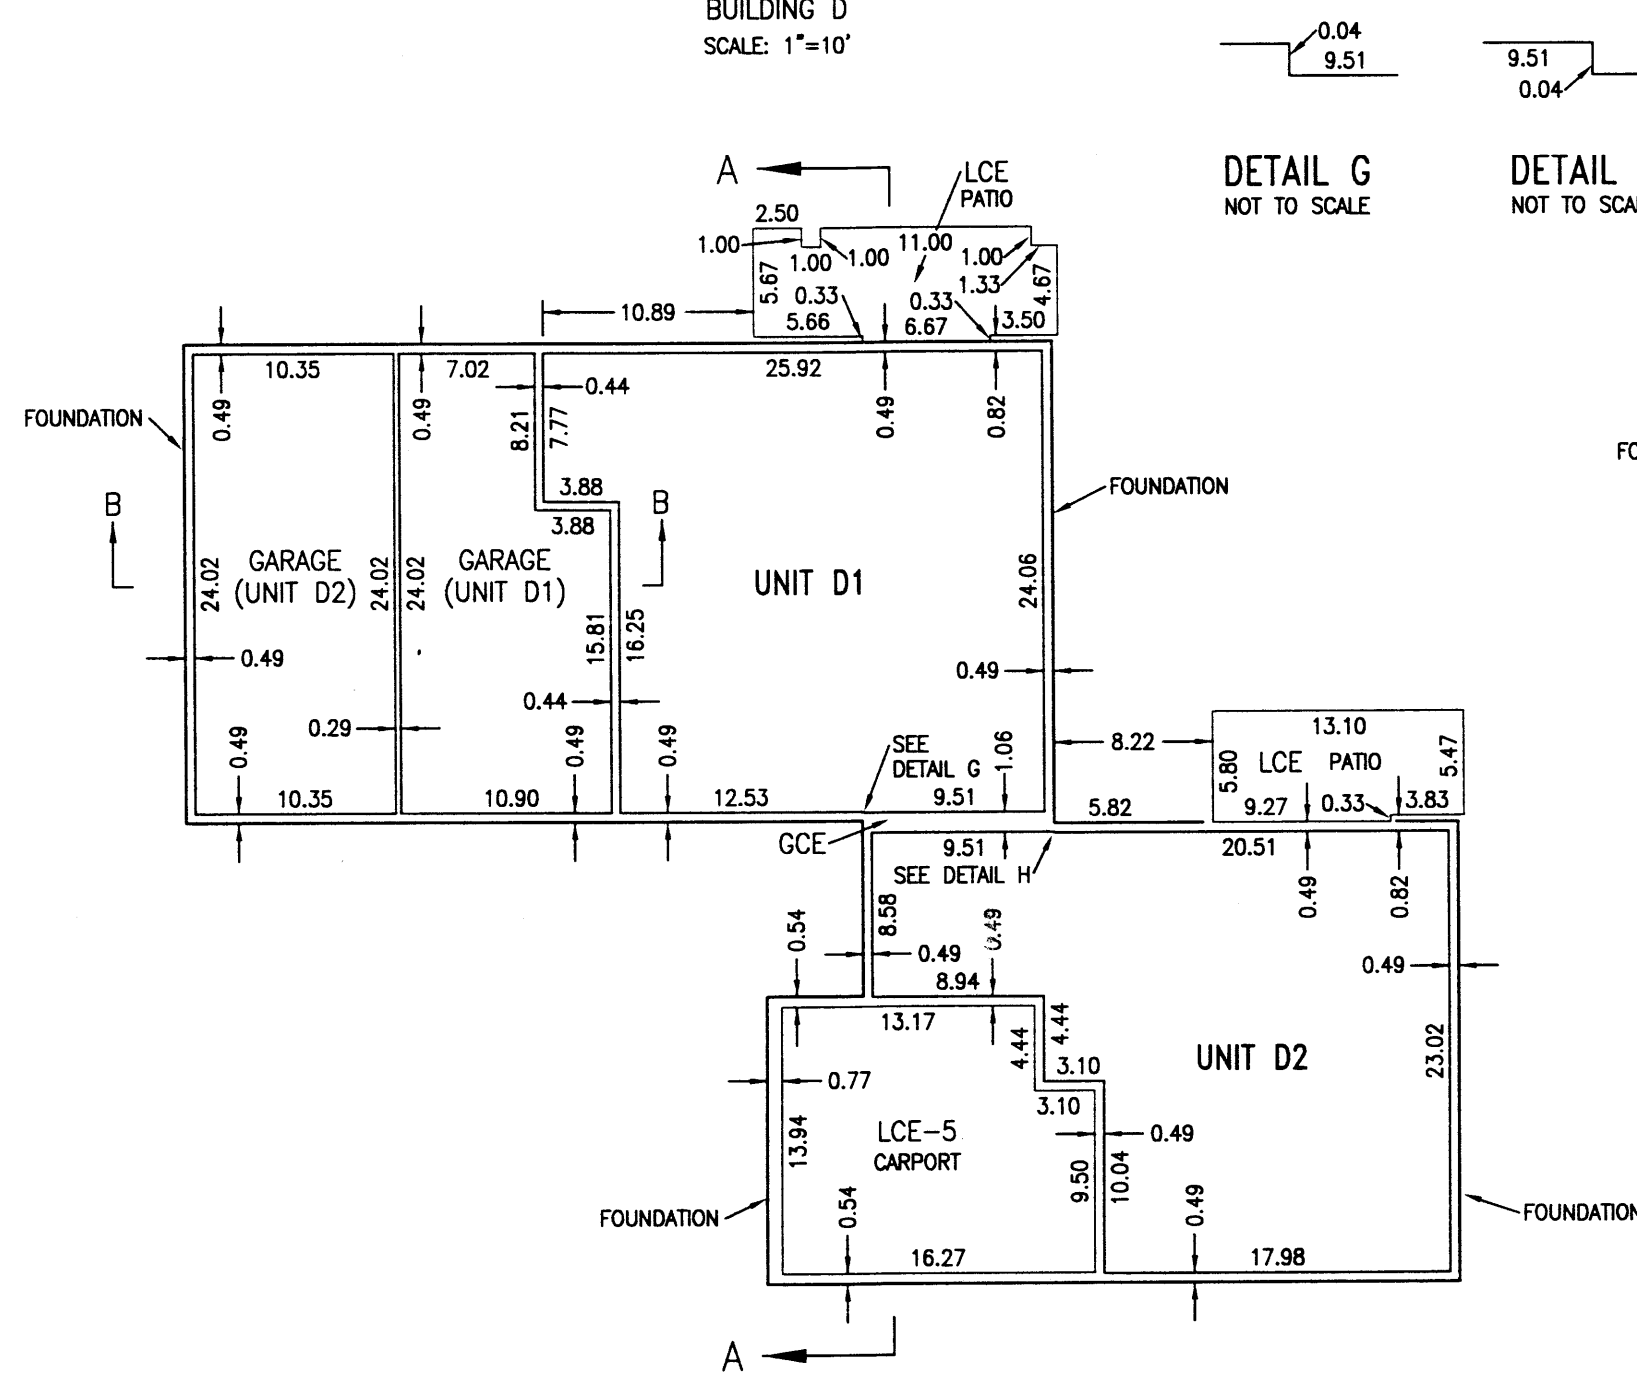 BUILDING D
SCALE: 1"=10'
0.04
9.51
9.51
0.04
DETAIL G
NOT TO SCALE
DETAIL
NOT TO SCA
A
LCE
PATIO
2.50
1.00
1.00
1.00
11.00
1.00
1.33
5.67
4.67
0.33
0.33
5.66
6.67
3.50
10.89
10.35
7.02
25.92
0.44
0.49
0.49
0.49
0.82
8.21
7.77
FOUNDATION
FO
FOUNDATION
B
B
3.88
3.88
GARAGE
(UNIT D2)
GARAGE
(UNIT D1)
UNIT D1
24.02
24.02
24.02
24.06
15.81
16.25
0.49
0.49
0.44
0.29
0.49
0.49
0.49
SEE
DETAIL G
1.06
8.22
13.10
LCE PATIO
5.80
5.47
10.35
10.90
12.53
9.51
5.82
9.27
0.33
3.83
GCE
9.51
SEE DETAIL H
20.51
0.49
0.82
8.58
0.54
0.49
0.49
0.49
8.94
13.17
4.44
4.44
UNIT D2
23.02
3.10
3.10
0.77
LCE-5
CARPORT
13.94
0.49
9.50
10.04
0.54
0.49
FOUNDATION
FOUNDATION
16.27
17.98
A